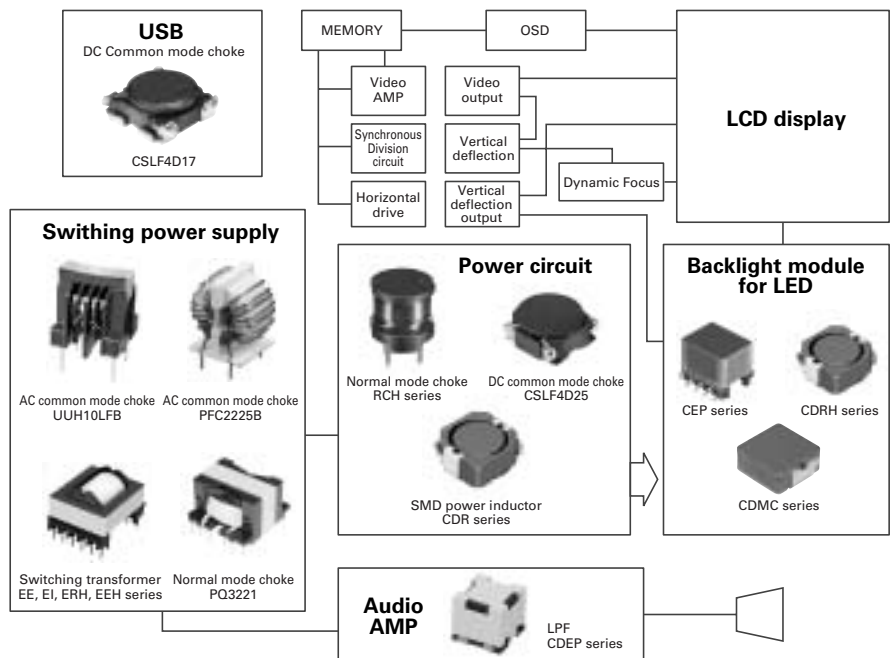 USB
DC Common mode choke
CSLF4D17
MEMORY
OSD
Video
AMP
Video
output
Synchronous
Division
circuit
Vertical
deflection
Horizontal
drive
Vertical
deflection
output
Dynamic Focus
LCD display
Swithing power supply
AC common mode choke
UUH10LFB
AC common mode choke
PFC2225B
Switching transformer
EE, EI, ERH, EEH series
Normal mode choke
PQ3221
Power circuit
Normal mode choke
RCH series
DC common mode choke
CSLF4D25
SMD power inductor
CDR series
Backlight module
for LED
CEP series
CDRH series
CDMC series
Audio
AMP
LPF
CDEP series